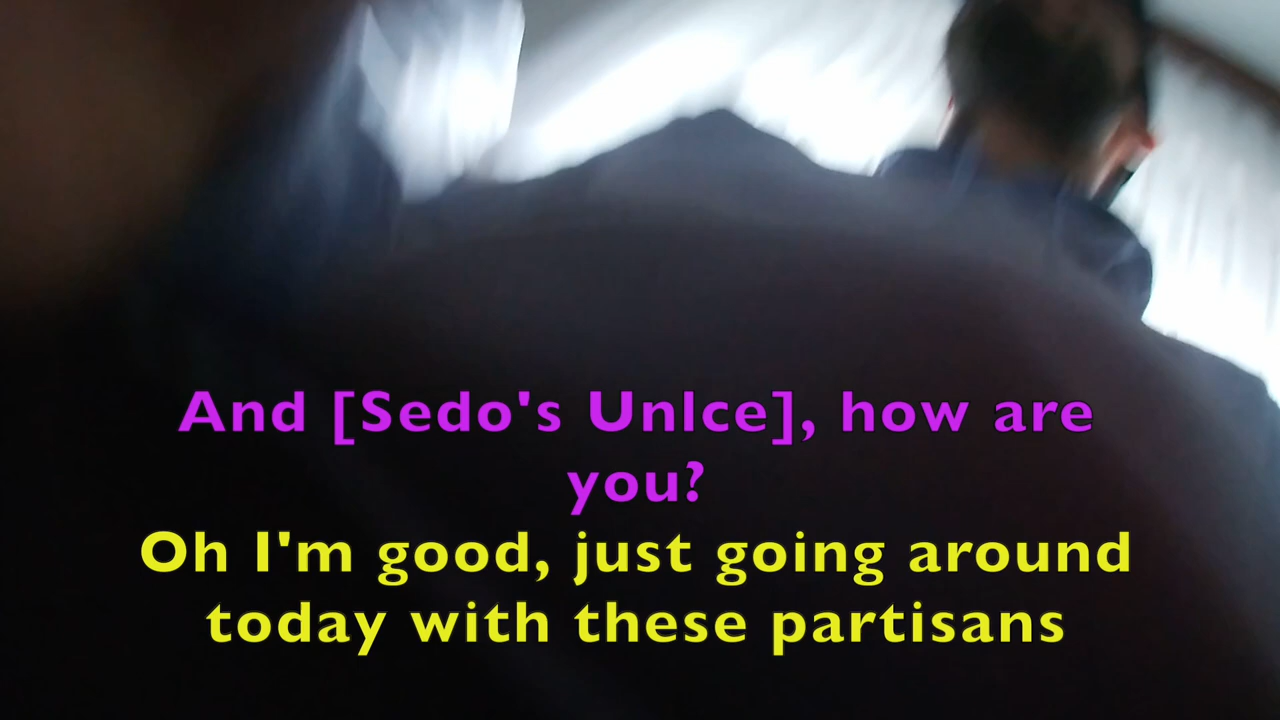 And [Sedo's Unlce], how are
you?
Oh I'm good, just going around
today with these partisans